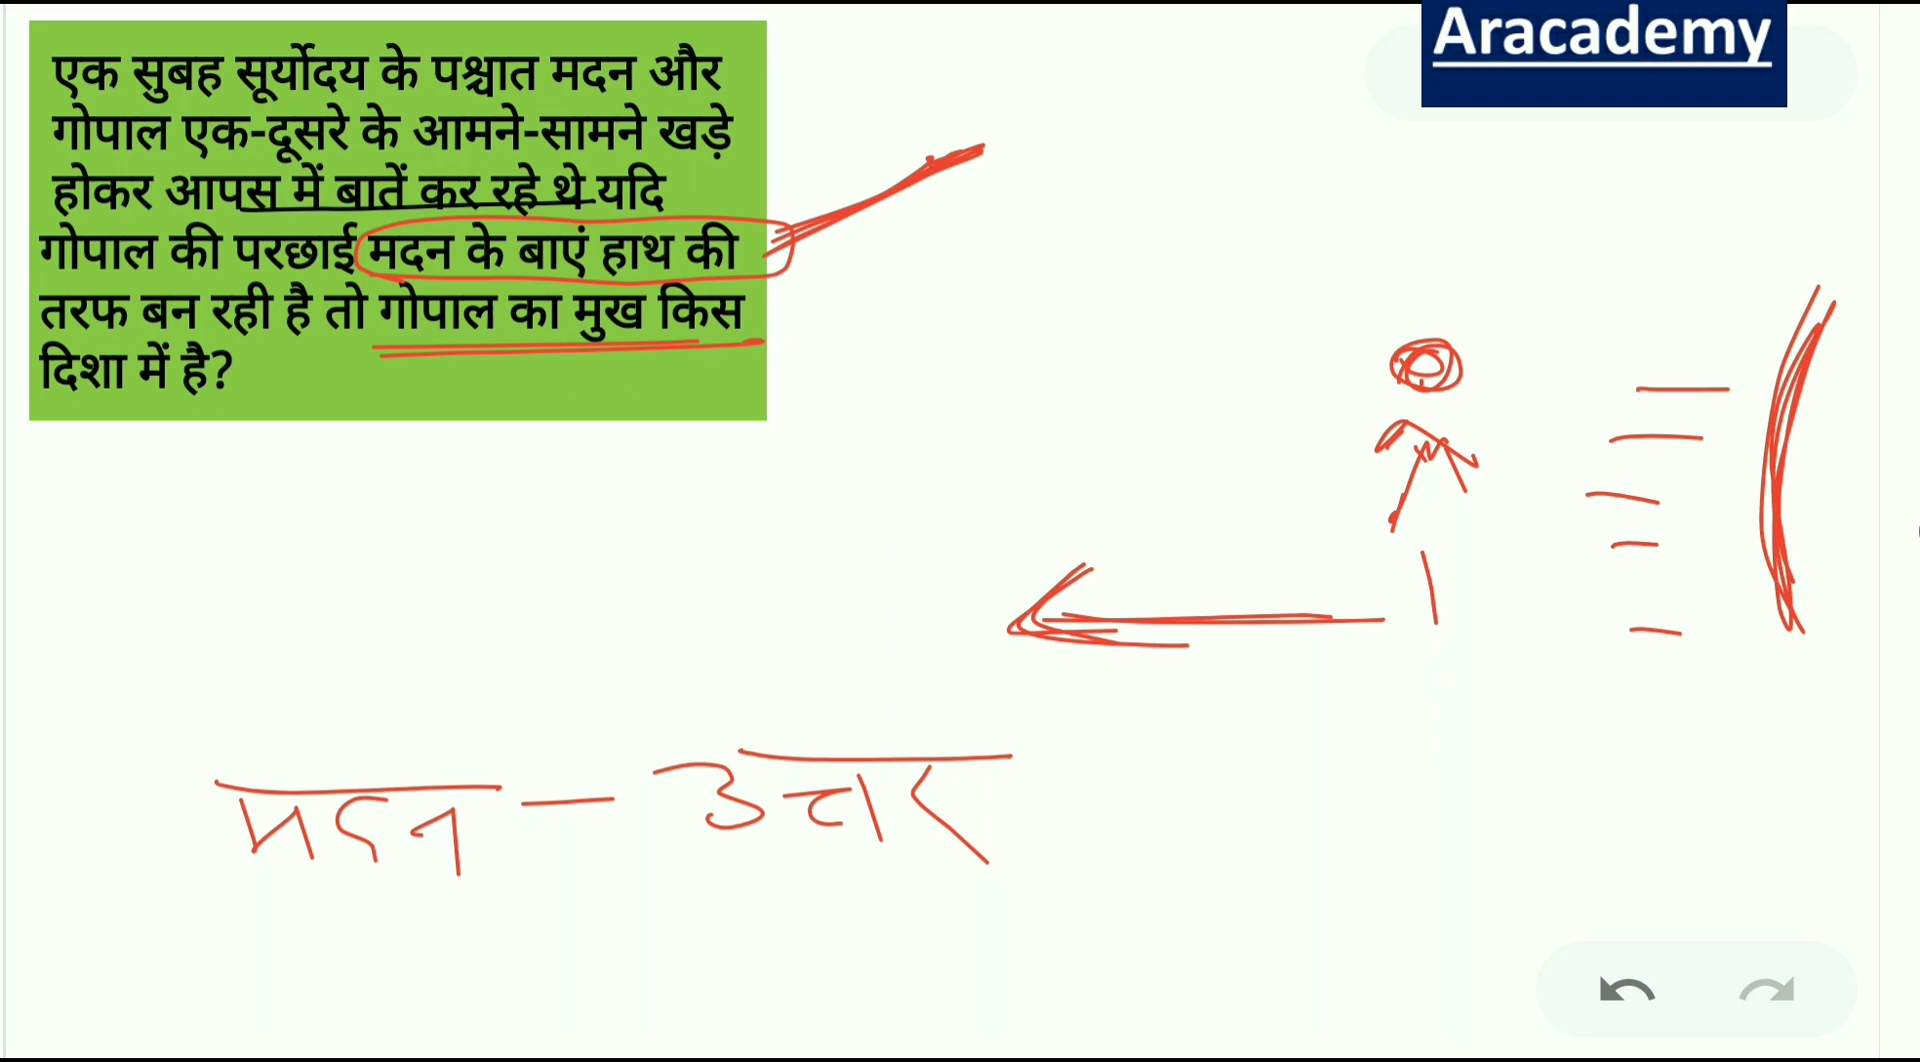 Aracademy
एक सुबह सूर्योदय के पश्चात मदन और
गोपाल एक-दूसरे के आमने-सामने खड़े
होकर आपस में बातें कर रहे थे यदि
गोपाल की परछाई मदन के बाएं हाथ की
तरफ बन रही है तो गोपाल का मुख किस
दिशा में है?
मदन — उत्तर